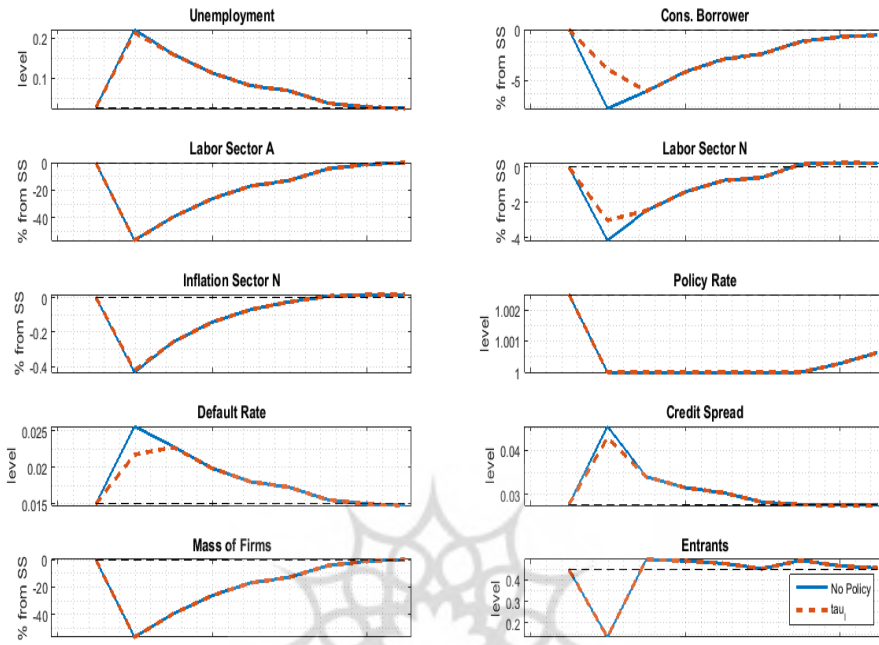 Unemployment
0.2
0.1
level
Cons. Borrower
0
-5
% from SS
Labor Sector A
0
-20
-40
% from SS
Labor Sector N
0
-2
-4
% from SS
Inflation Sector N
0
-0.2
-0.4
% from SS
Policy Rate
1.002
1.001
1
level
Default Rate
0.025
0.02
0.015
level
Credit Spread
0.04
0.03
level
Mass of Firms
0
-20
-40
% from SS
Entrants
0.4
0.3
0.2
level
No Policy
tau_l